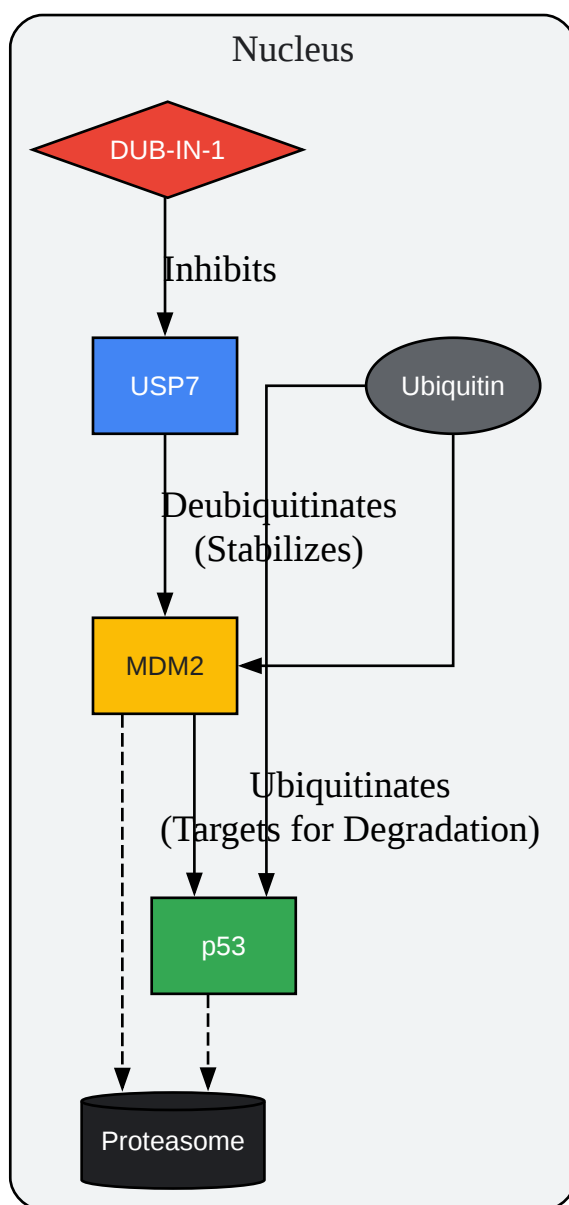 Nucleus
DUB-IN-1
Inhibits
USP7
Ubiquitin
Deubiquitinates
(Stabilizes)
MDM2
Ubiquitinates
(Targets for Degradation)
p53
Proteasome